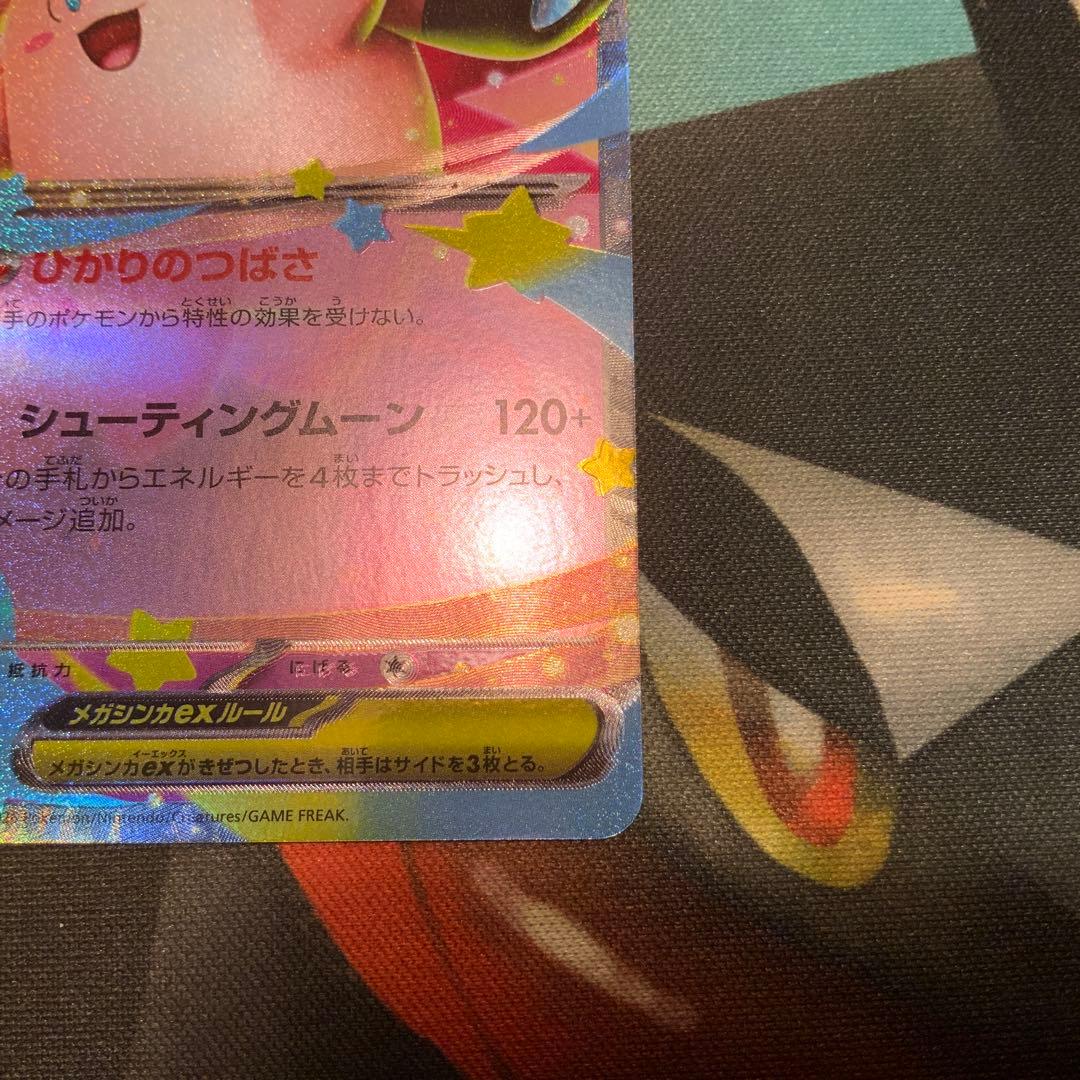 ひかりのつばさ
手のポケモンから特性の効果を受けない。
シューティングムーン 120+
の手札からエネルギーを4枚までトラッシュし、
メージ追加。
抵抗力 にげる
メガシンカexルール
メガシンカexがきぜつしたとき、相手はサイドを3枚とる。
Pokémon/Nintendo/Creatures/GAME FREAK.